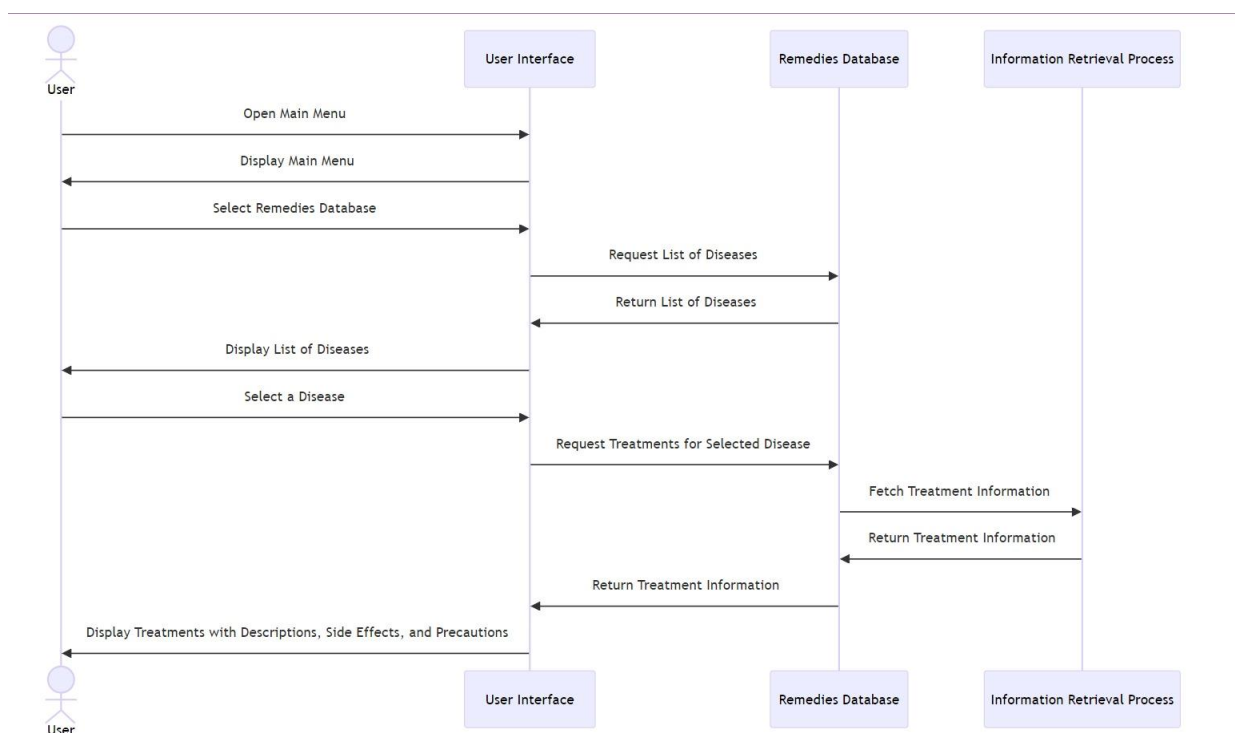 User
User Interface
Remedies Database
Information Retrieval Process
Open Main Menu
Display Main Menu
Select Remedies Database
Request List of Diseases
Return List of Diseases
Display List of Diseases
Select a Disease
Request Treatments for Selected Disease
Fetch Treatment Information
Return Treatment Information
Return Treatment Information
Display Treatments with Descriptions, Side Effects, and Precautions
User
User Interface
Remedies Database
Information Retrieval Process